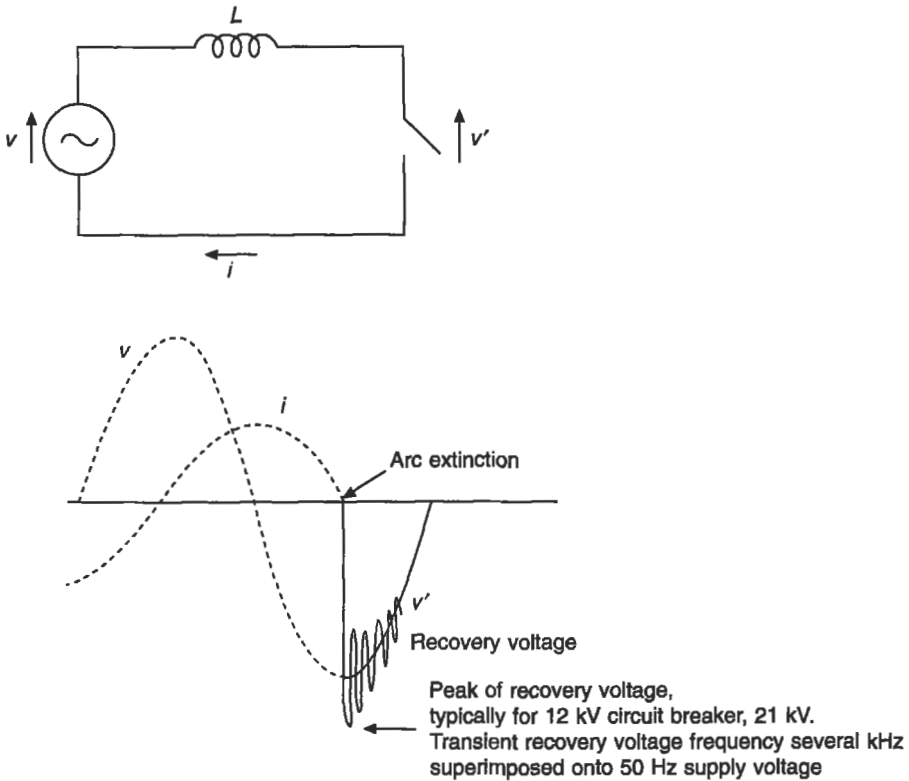 L
v
v′
i
v
i
Arc extinction
v′
Recovery voltage
Peak of recovery voltage,
typically for 12 kV circuit breaker, 21 kV.
Transient recovery voltage frequency several kHz
superimposed onto 50 Hz supply voltage